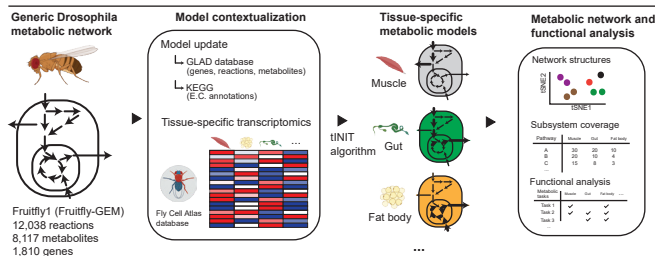 Generic Drosophila
metabolic network
Fruitfly1 (Fruitfly-GEM)
12,038 reactions
8,117 metabolites
1,810 genes
Model contextualization
Model update
GLAD database
(genes, reactions, metabolites)
KEGG
(E.C. annotations)
Tissue-specific transcriptomics
...
Fly Cell Atlas
database
tINIT
algorithm
Tissue-specific
metabolic models
Muscle
Gut
Fat body
...
Metabolic network and
functional analysis
Network structures
tSNE2
tSNE1
Subsystem coverage
Pathway Muscle Gut Fat body
A 30 20 10
B 20 10 4
C 15 8 3
...
Functional analysis
Metabolic
tasks Muscle Gut Fat body ....
Task 1 ✓ ✓
Task 2 ✓ ✓ ✓
Task 3 ✓ ✓
...